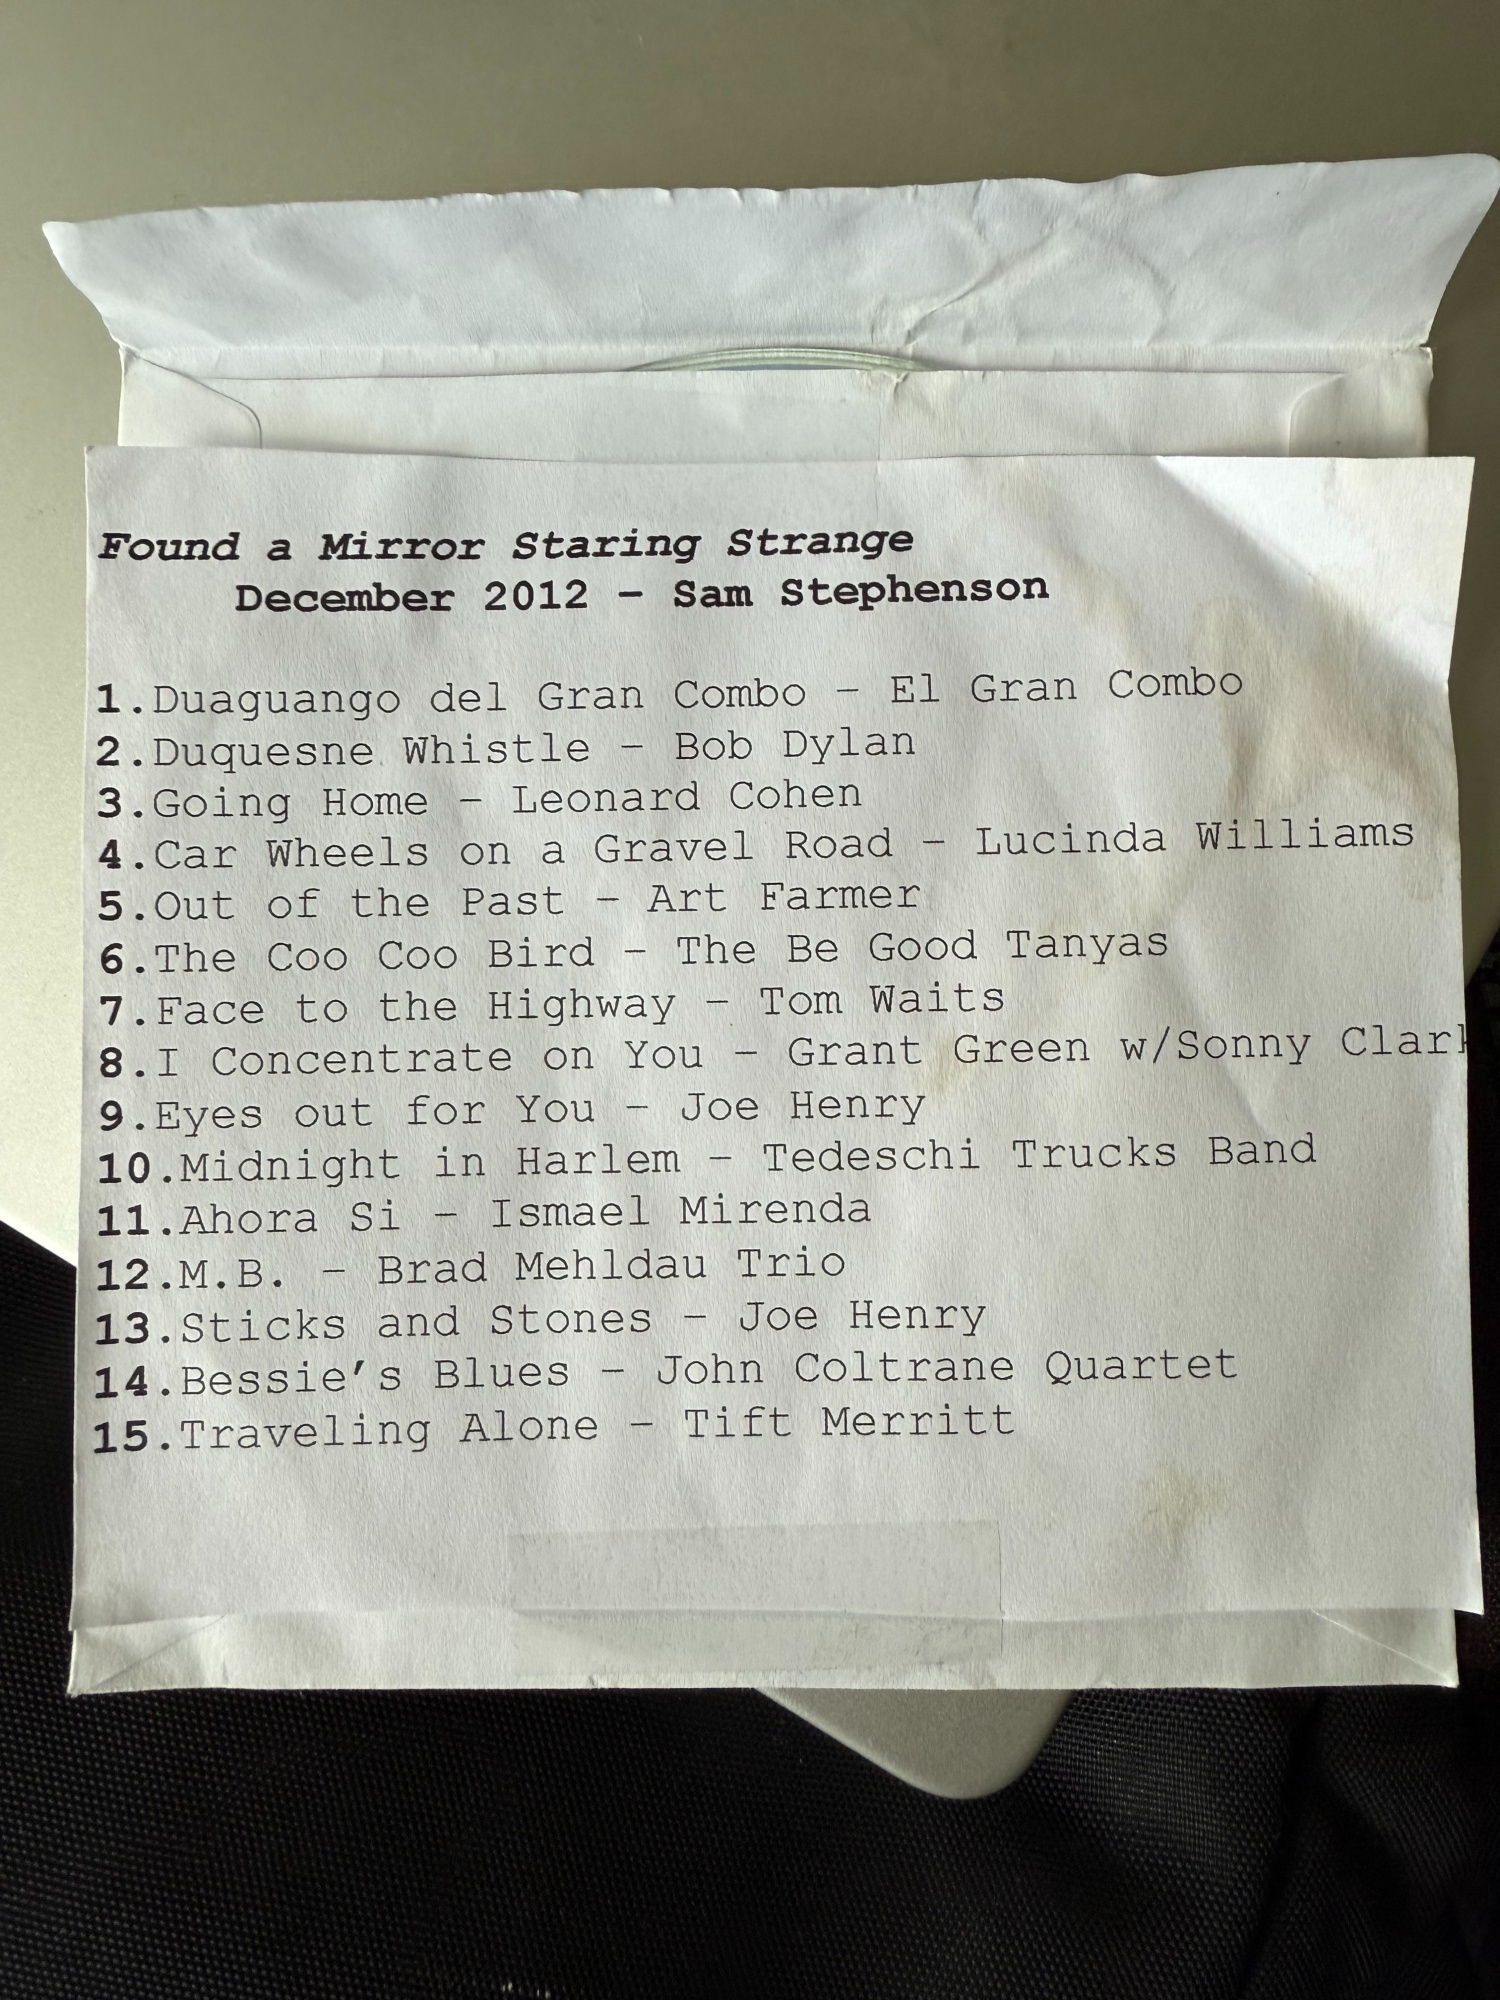 Found a Mirror Staring Strange
December 2012 – Sam Stephenson
1.Duaguango del Gran Combo – El Gran Combo
2.Duquesne Whistle – Bob Dylan
3.Going Home – Leonard Cohen
4.Car Wheels on a Gravel Road – Lucinda Williams
5.Out of the Past – Art Farmer
6.The Coo Coo Bird – The Be Good Tanyas
7.Face to the Highway – Tom Waits
8.I Concentrate on You – Grant Green w/Sonny Clark
9.Eyes out for You – Joe Henry
10.Midnight in Harlem – Tedeschi Trucks Band
11.Ahora Si – Ismael Mirenda
12.M.B. – Brad Mehldau Trio
13.Sticks and Stones – Joe Henry
14.Bessie’s Blues – John Coltrane Quartet
15.Traveling Alone – Tift Merritt